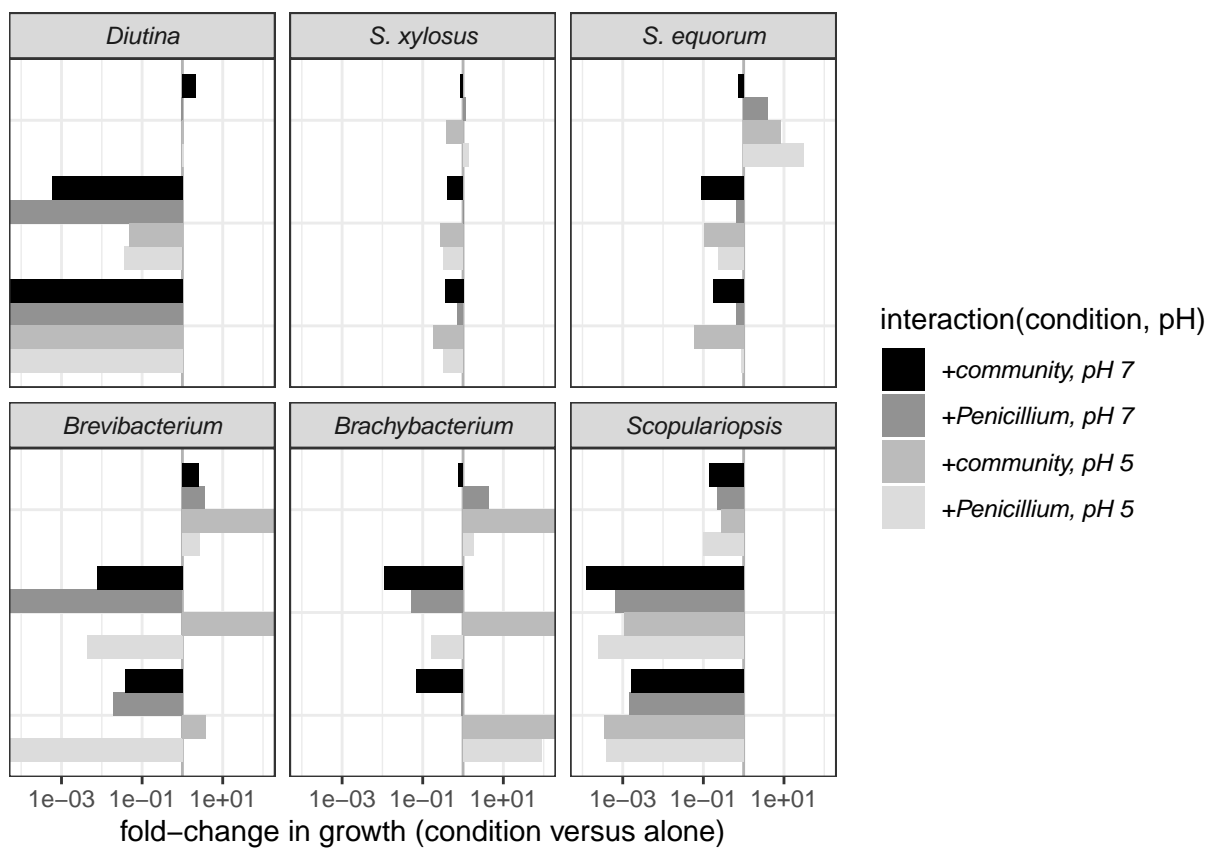 Diutina
S. xylosus
S. equorum
Brevibacterium
Brachybacterium
Scopulariopsis
1e−03 1e−01 1e+01
1e−03 1e−01 1e+01
1e−03 1e−01 1e+01
fold−change in growth (condition versus alone)
interaction(condition, pH)
+community, pH 7
+Penicillium, pH 7
+community, pH 5
+Penicillium, pH 5